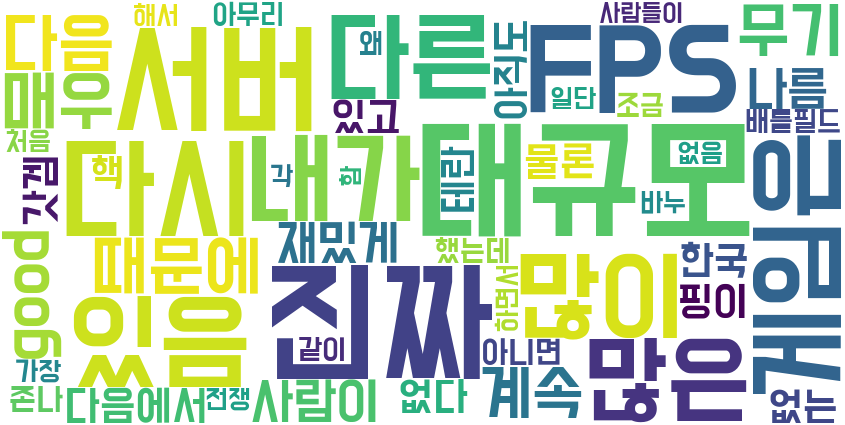 다음
해서
아무리
사람들이
무기
매우
서버
다른
왜
아직도
FPS
일단
조금
나름
배틀필드
처음
핵
있고
갓겜
다시
내가
각
함
대규모
테란
물론
없음
바누
게임은
good
때문에
재밌게
했는데
하면서
많이
한국
핑이
있음
진짜
같이
아니면
많은
가장
존나
다음에서
전쟁
사람이
없다
계속
없는